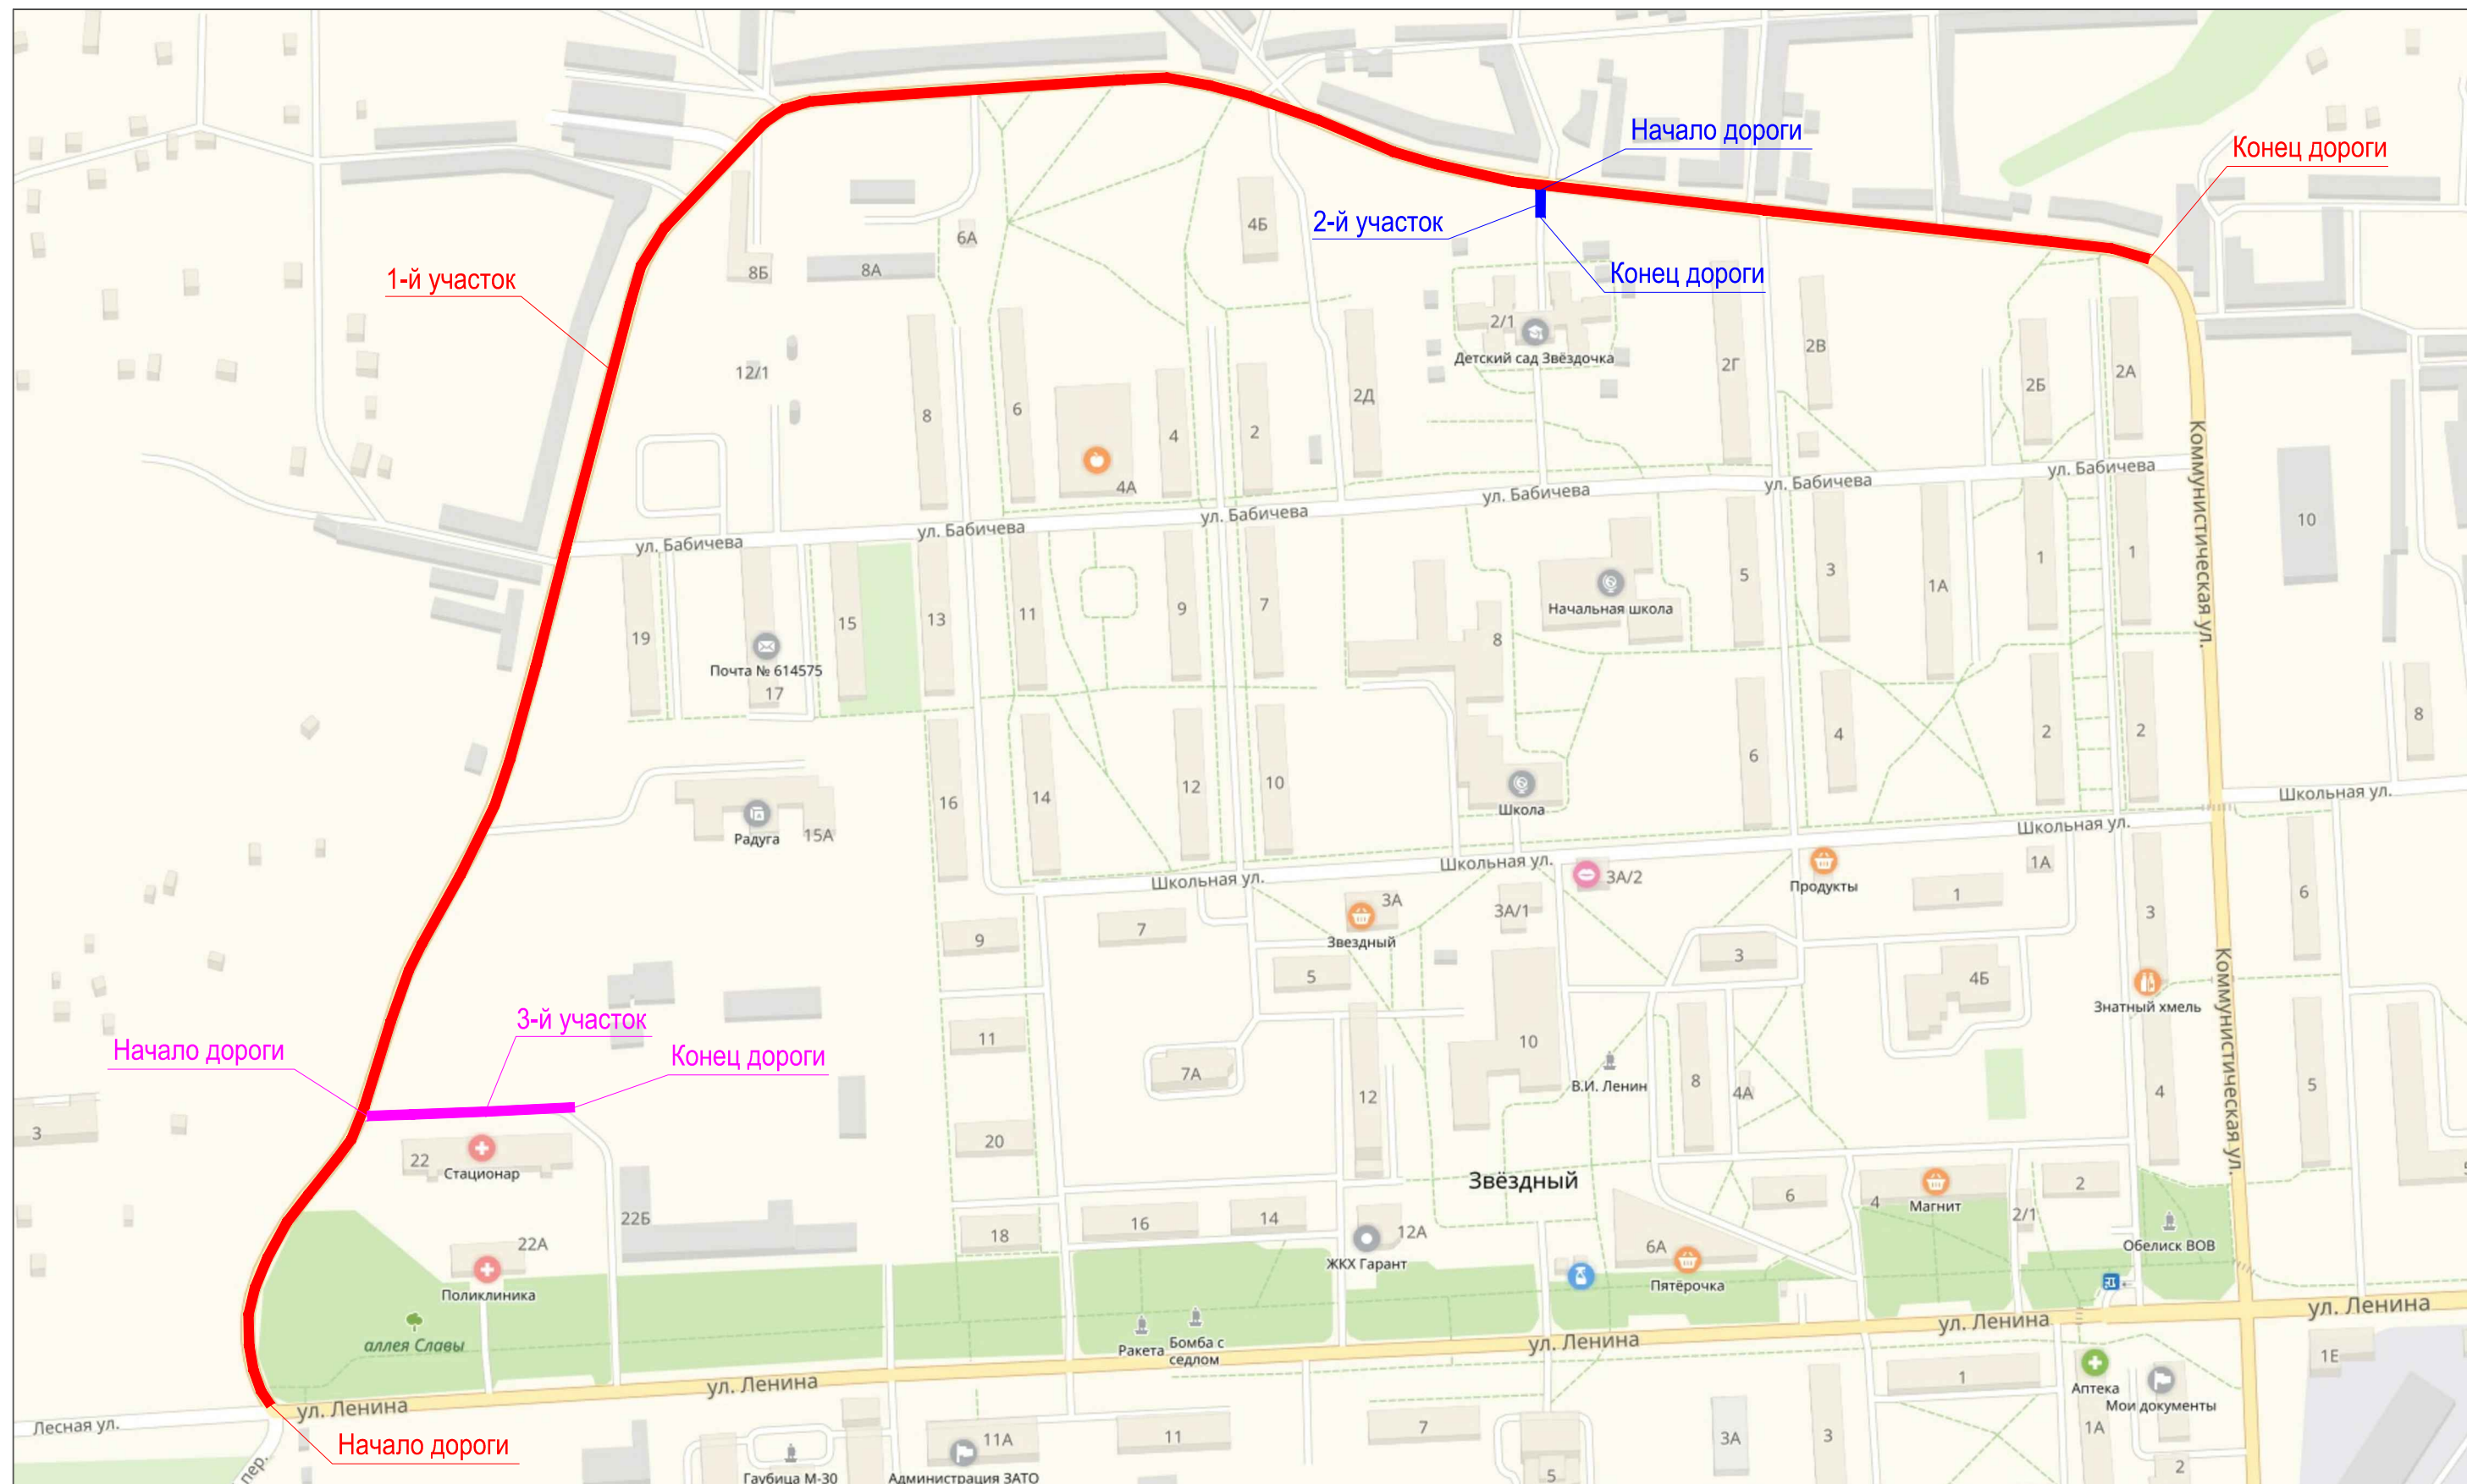 Начало дороги
Конец дороги
2-й участок
4Б
6А
8Б
8А
Конец дороги
1-й участок
2/1
Детский сад Звёздочка
2В
2Г
12/1
2Б
2А
2Д
8
6
4
2
4А
ул. Бабичева
ул. Бабичева
ул. Бабичева
ул. Бабичева
ул. Бабичева
Коммунистическая ул.
10
19
Почта № 614575
17
15
13
11
9
7
8
Начальная школа
5
3
1А
1
1
16
14
12
10
Школа
6
4
2
2
8
Радуга
15А
Школьная ул.
Школьная ул.
Школьная ул.
Школьная ул.
3А/2
Продукты
1
1А
3
6
9
7
3А
Звездный
3А/1
5
3
4Б
Знатный хмель
Коммунистическая ул.
3-й участок
Начало дороги
Конец дороги
11
7А
12
10
В.И. Ленин
8
4А
4
5
3
22
Стационар
20
Звёздный
22Б
18
16
14
12А
ЖКХ Гарант
6А
Пятёрочка
6
4
Магнит
2/1
2
Обелиск ВОВ
22А
Поликлиника
аллея Славы
Ракета
Бомба с
седлом
ул. Ленина
ул. Ленина
ул. Ленина
ул. Ленина
ул. Ленина
1Е
Лесная ул.
Начало дороги
пер.
Гаубица М-30
11А
Администрация ЗАТО
11
7
5
3А
3
1
Аптека
1А
Мои документы
2